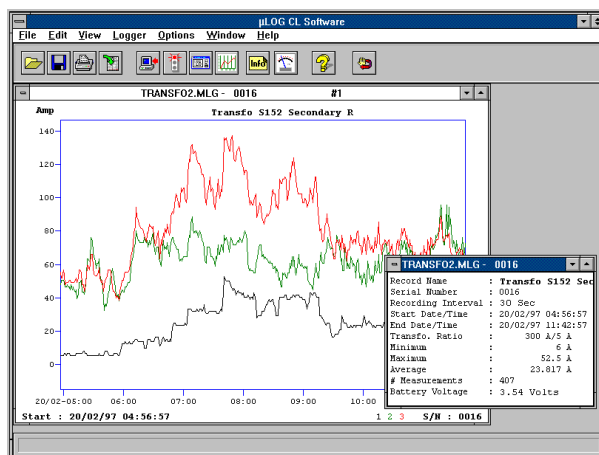 µLOG CL Software
File Edit View Logger Options Window Help
Info
TRANSFO2.MLG - 0016 #1
Amp Transfo S152 Secondary R
140
120
100
80
60
40
20
0
20/02-05:00 06:00 07:00 08:00 09:00 10:00
Start : 20/02/97 04:56:57 1 2 3 S/N : 0016
TRANSFO2.MLG - 0016
Record Name : Transfo S152 Sec
Serial Number : 0016
Recording Interval : 30 Sec
Start Date/Time : 20/02/97 04:56:57
End Date/Time : 20/02/97 11:42:57
Transfo. Ratio : 300 A/5 A
Minimum : 6 A
Maximum : 52.5 A
Average : 23.817 A
# Measurements : 407
Battery Voltage : 3.54 Volts